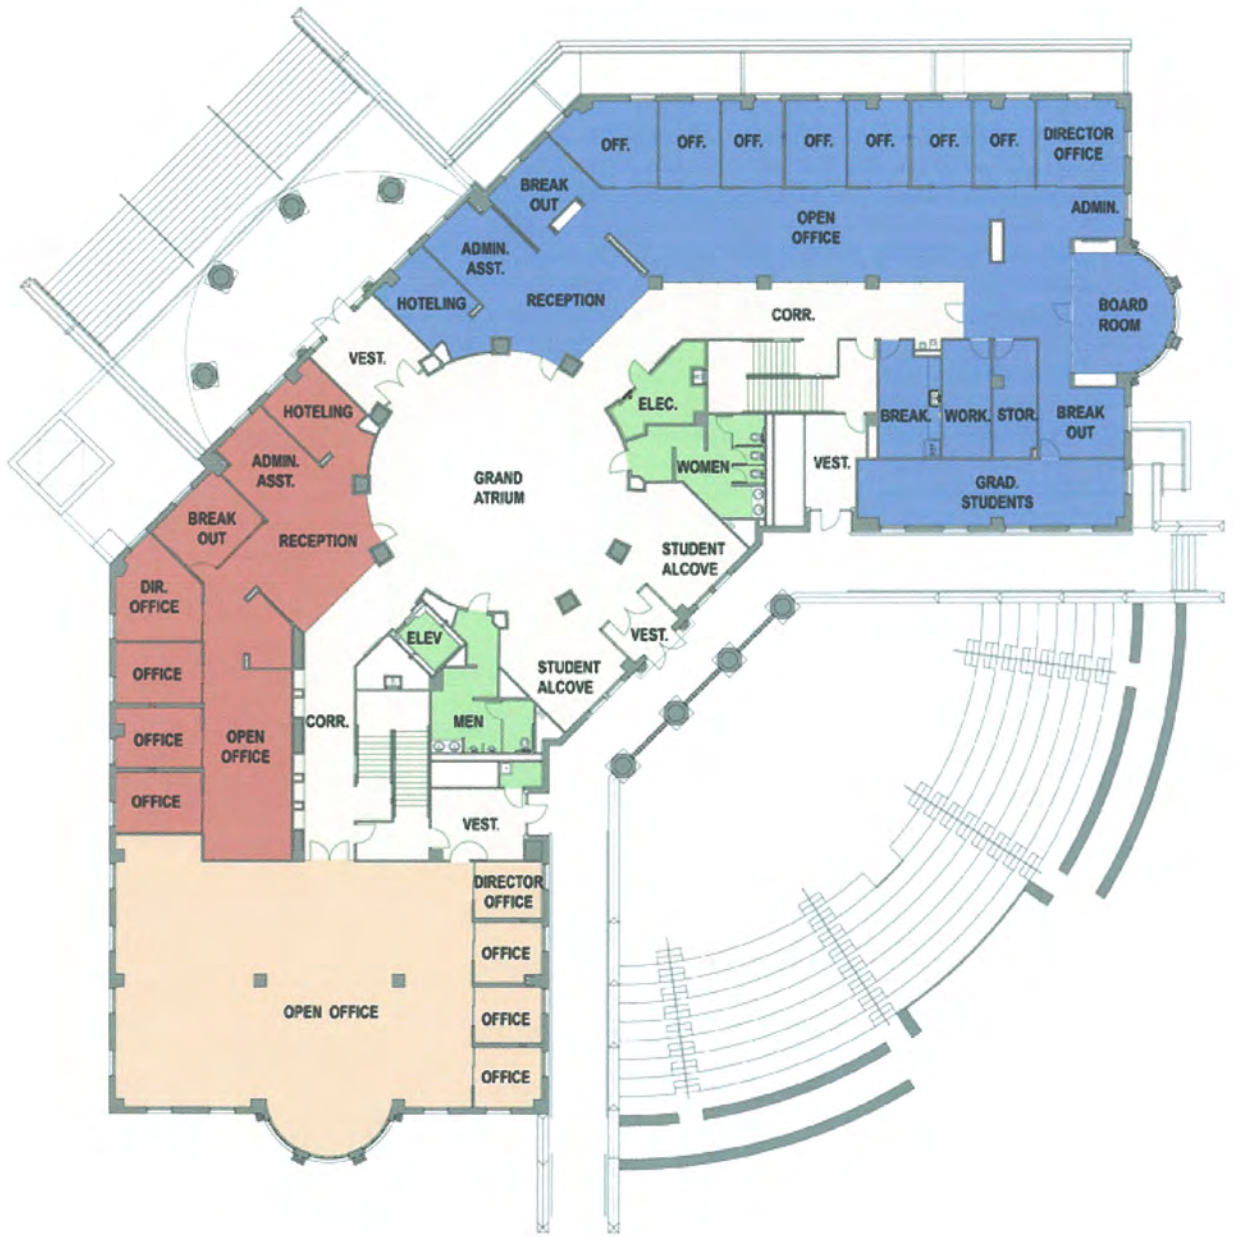 OFF.
OFF.
OFF.
OFF.
OFF.
OFF.
OFF.
DIRECTOR
OFFICE
BREAK
OUT
OPEN
OFFICE
ADMIN.
ADMIN.
ASST.
HOTELING
RECEPTION
CORR.
BOARD
ROOM
VEST.
HOTELING
ELEC.
BREAK.
WORK.
STOR.
BREAK
OUT
ADMIN.
ASST.
GRAND
ATRIUM
WOMEN
VEST.
GRAD.
STUDENTS
BREAK
OUT
RECEPTION
STUDENT
ALCOVE
DIR.
OFFICE
ELEV
VEST.
OFFICE
STUDENT
ALCOVE
CORR.
MEN
OFFICE
OPEN
OFFICE
OFFICE
VEST.
DIRECTOR
OFFICE
OFFICE
OPEN OFFICE
OFFICE
OFFICE